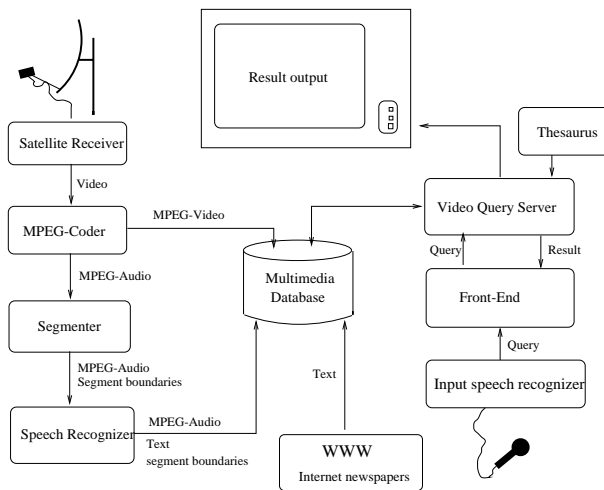 Result output
Satellite Receiver
Thesaurus
Video
MPEG-Coder
MPEG-Video
Video Query Server
Query
Result
MPEG-Audio
Multimedia
Database
Front-End
Segmenter
Query
MPEG-Audio
Segment boundaries
Text
Input speech recognizer
Speech Recognizer
MPEG-Audio
Text
segment boundaries
WWW
Internet newspapers